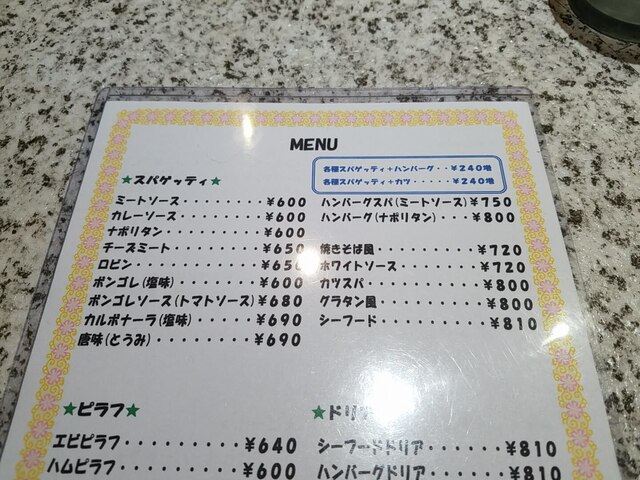 MENU
各種スパゲッティ+ハンバーグ・・¥240増
各種スパゲッティ+カツ・・・・・¥240増
★スパゲッティ★
ミートソース・・・・・・・・¥600
カレーソース・・・・・・・・¥600
ナポリタン・・・・・・・・・¥600
チーズミート・・・・・・・・¥650
ロビン・・・・・・・・・・・¥650
ボンゴレ(塩味)・・・・・・・¥600
ボンゴレソース(トマトソース)¥680
カルボナーラ(塩味)・・・・・¥690
唐味(とうみ)・・・・・・・・¥690
ハンバーグスパ(ミートソース)¥750
ハンバーグ(ナポリタン)・・・¥800
焼きそば風・・・・・・・・・¥720
ホワイトソース・・・・・・・¥720
カツスパ・・・・・・・・・・¥800
グラタン風・・・・・・・・・¥800
シーフード・・・・・・・・・¥810
★ピラフ★
エビピラフ・・・・・・・・・¥640
ハムピラフ・・・・・・・・・¥600
★ドリ
シーフードドリア・・・・・・¥810
ハンバーグドリア・・・・・・¥810